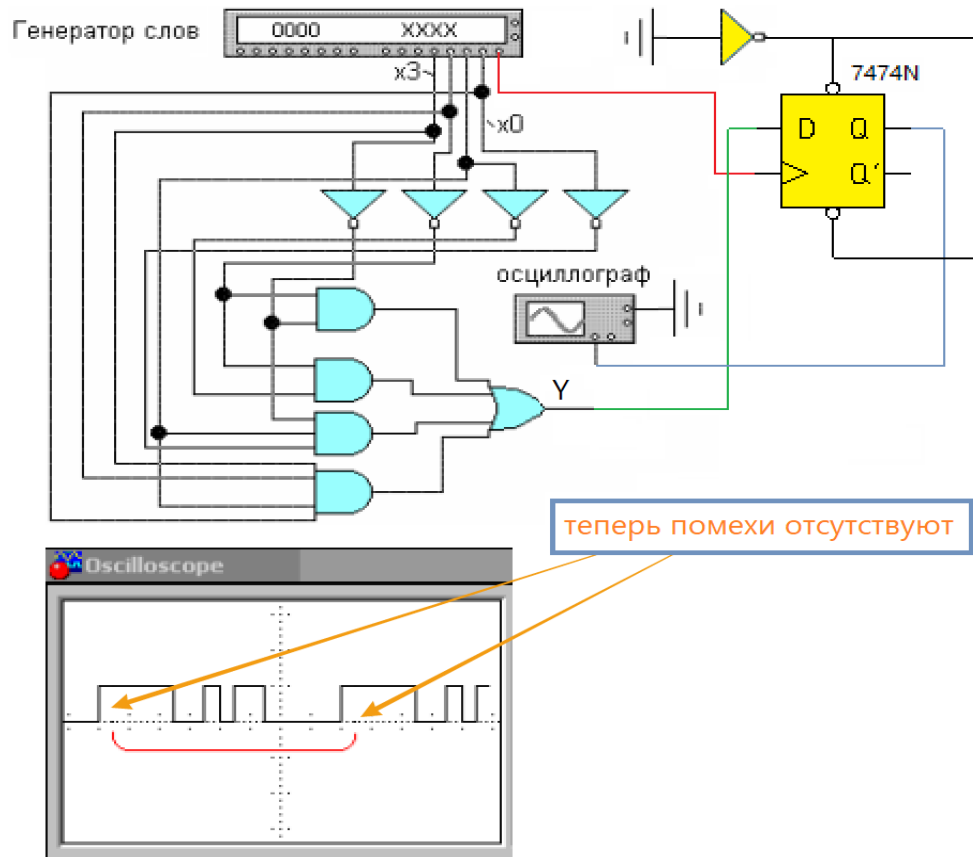 Генератор слов
0000 XXXX
x3
x0
7474N
D Q
Q'
осциллограф
Y
теперь помехи отсутствуют
Oscilloscope